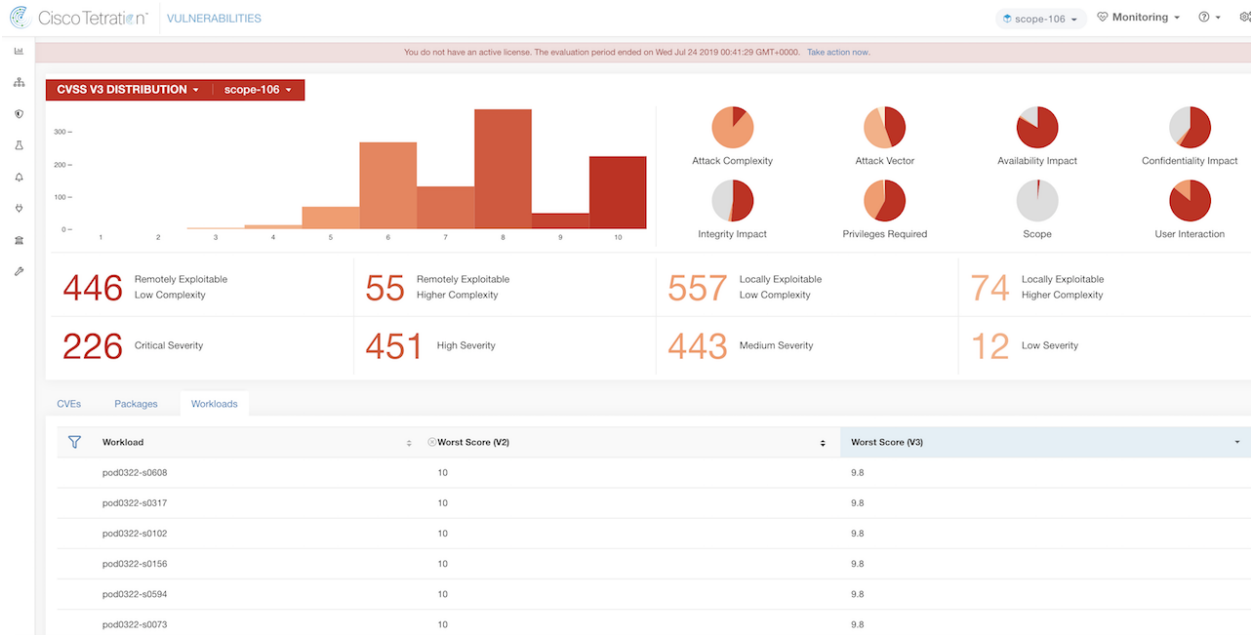 Cisco Tetration™ VULNERABILITIES scope-106 Monitoring
You do not have an active license. The evaluation period ended on Wed Jul 24 2019 00:41:29 GMT+0000. Take action now.
CVSS V3 DISTRIBUTION scope-106
300
200
100
0
1 2 3 4 5 6 7 8 9 10
Attack Complexity
Attack Vector
Availability Impact
Confidentiality Impact
Integrity Impact
Privileges Required
Scope
User Interaction
446 Remotely Exploitable
Low Complexity
55 Remotely Exploitable
Higher Complexity
557 Locally Exploitable
Low Complexity
74 Locally Exploitable
Higher Complexity
226 Critical Severity
451 High Severity
443 Medium Severity
12 Low Severity
CVEs Packages Workloads
Workload Worst Score (V2) Worst Score (V3)
pod0322-s0608 10 9.8
pod0322-s0317 10 9.8
pod0322-s0102 10 9.8
pod0322-s0156 10 9.8
pod0322-s0594 10 9.8
pod0322-s0073 10 9.8